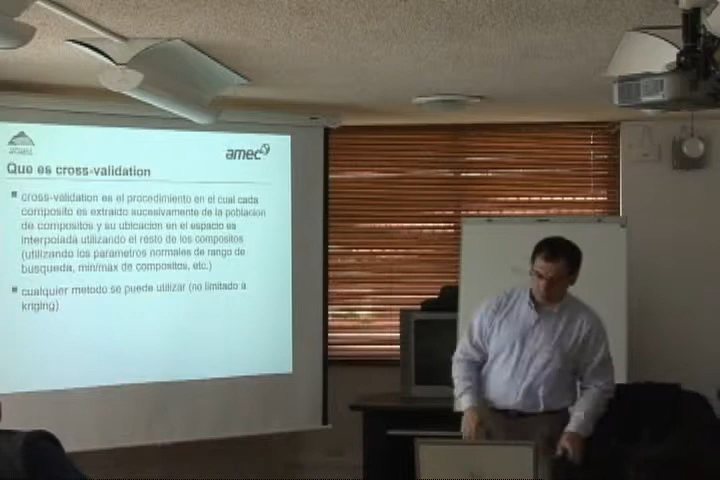 amec
Que es cross-validation
cross-validation es el procedimiento en el cual cada
composito es extraido sucesivamente de la poblacion
de compositos y su ubicacion en el espacio es
interpolada utilizando el resto de los compositos
(utilizando los parametros normales de rango de
busqueda, min/max de compositos, etc.)
cualquier metodo se puede utilizar (no limitado a
kriging)